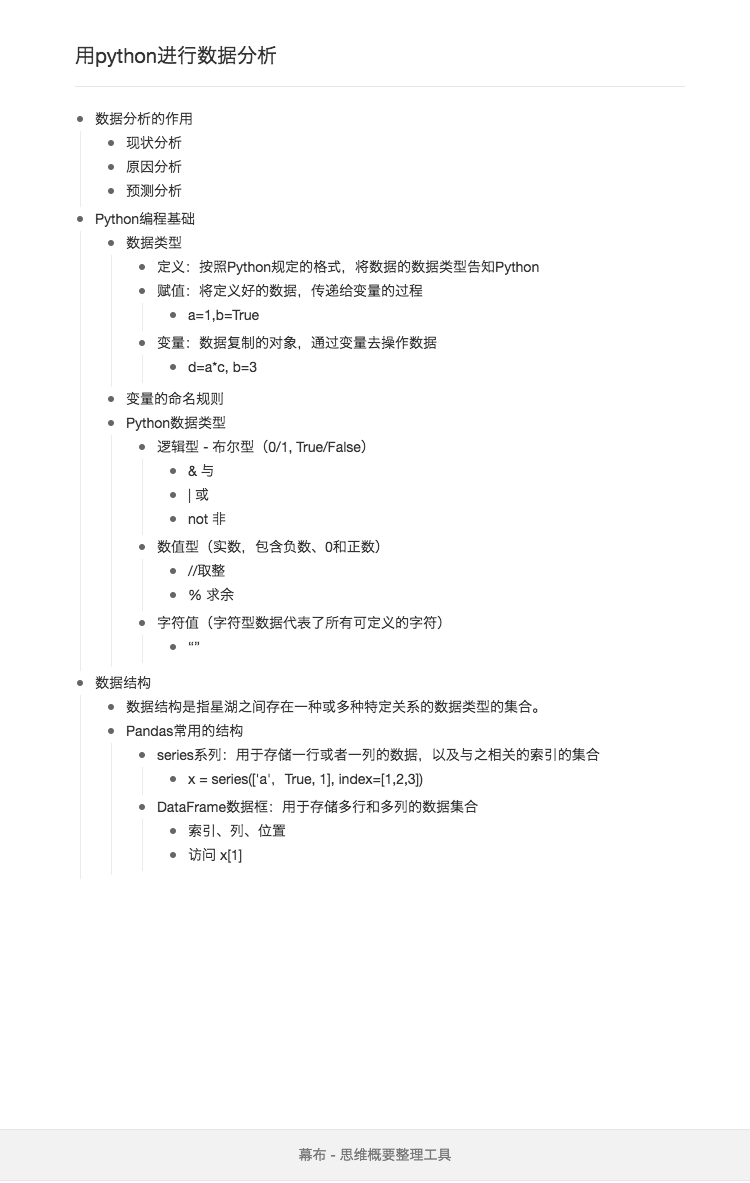 用python进行数据分析
数据分析的作用
现状分析
原因分析
预测分析
Python编程基础
数据类型
定义：按照Python规定的格式，将数据的数据类型告知Python
赋值：将定义好的数据，传递给变量的过程
a=1,b=True
变量：数据复制的对象，通过变量去操作数据
d=a*c, b=3
变量的命名规则
Python数据类型
逻辑型 - 布尔型（0/1, True/False）
& 与
| 或
not 非
数值型（实数，包含负数、0和正数）
//取整
% 求余
字符值（字符型数据代表了所有可定义的字符）
“”
数据结构
数据结构是指星湖之间存在一种或多种特定关系的数据类型的集合。
Pandas常用的结构
series系列：用于存储一行或者一列的数据，以及与之相关的索引的集合
x = series(['a'，True, 1], index=[1,2,3])
DataFrame数据框：用于存储多行和多列的数据集合
索引、列、位置
访问 x[1]
幕布 - 思维概要整理工具